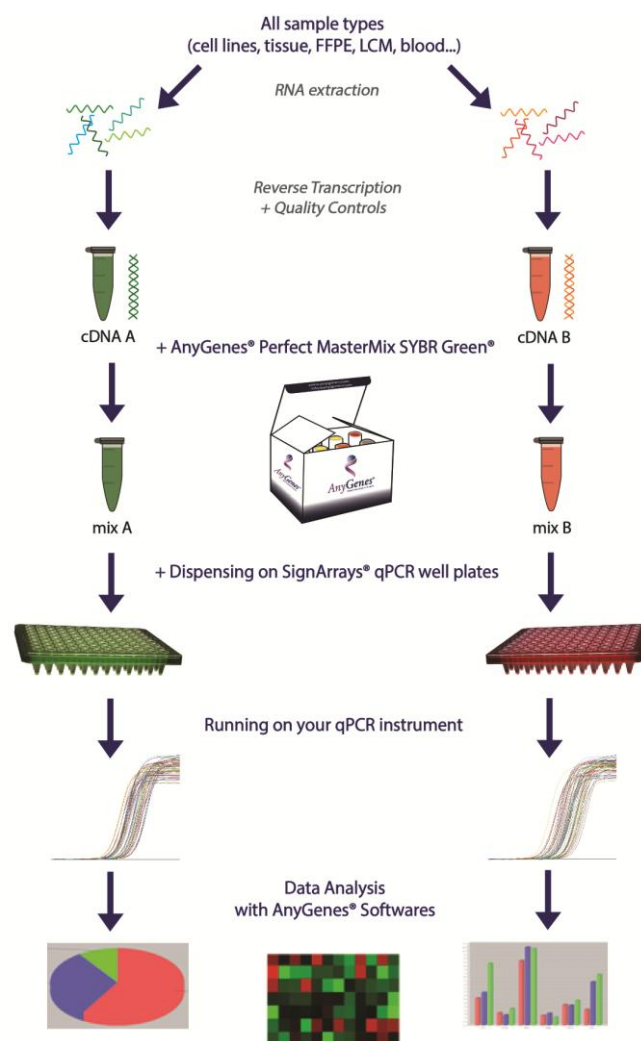 All sample types
(cell lines, tissue, FFPE, LCM, blood...)
RNA extraction
Reverse Transcription
+ Quality Controls
cDNA A
cDNA B
+ AnyGenes® Perfect MasterMix SYBR Green®
AnyGenes®
AnyGenes®
mix A
mix B
+ Dispensing on SignArrays® qPCR well plates
Running on your qPCR instrument
Data Analysis
with AnyGenes® Softwares